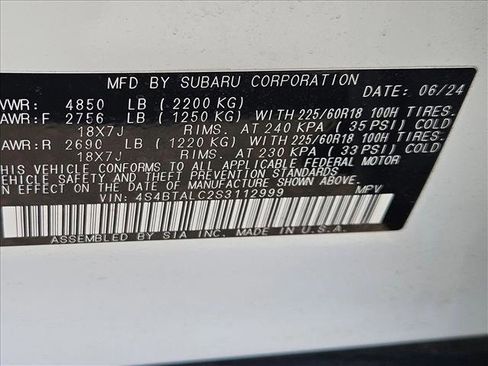 MFD BY SUBARU CORPORATION DATE: 06/24
VWR: 4850 LB (2200 KG)
AWR: F 2756 LB (1250 KG) WITH 225/60R18 100H TIRES.
18X7J RIMS. AT 240 KPA (35 PSI) COLD
AWR: R 2690 LB (1220 KG) WITH 225/60R18 100H TIRES.
18X7J RIMS. AT 230 KPA (33 PSI) COLD
THIS VEHICLE CONFORMS TO ALL APPLICABLE FEDERAL MOTOR
VEHICLE SAFETY AND THEFT PREVENTION STANDARDS
IN EFFECT ON THE DATE OF MANUFACTURE SHOWN ABOVE.
VIN: 4S4BTALC2S3112999 MPV
ASSEMBLED BY SIA INC. MADE IN U.S.A.